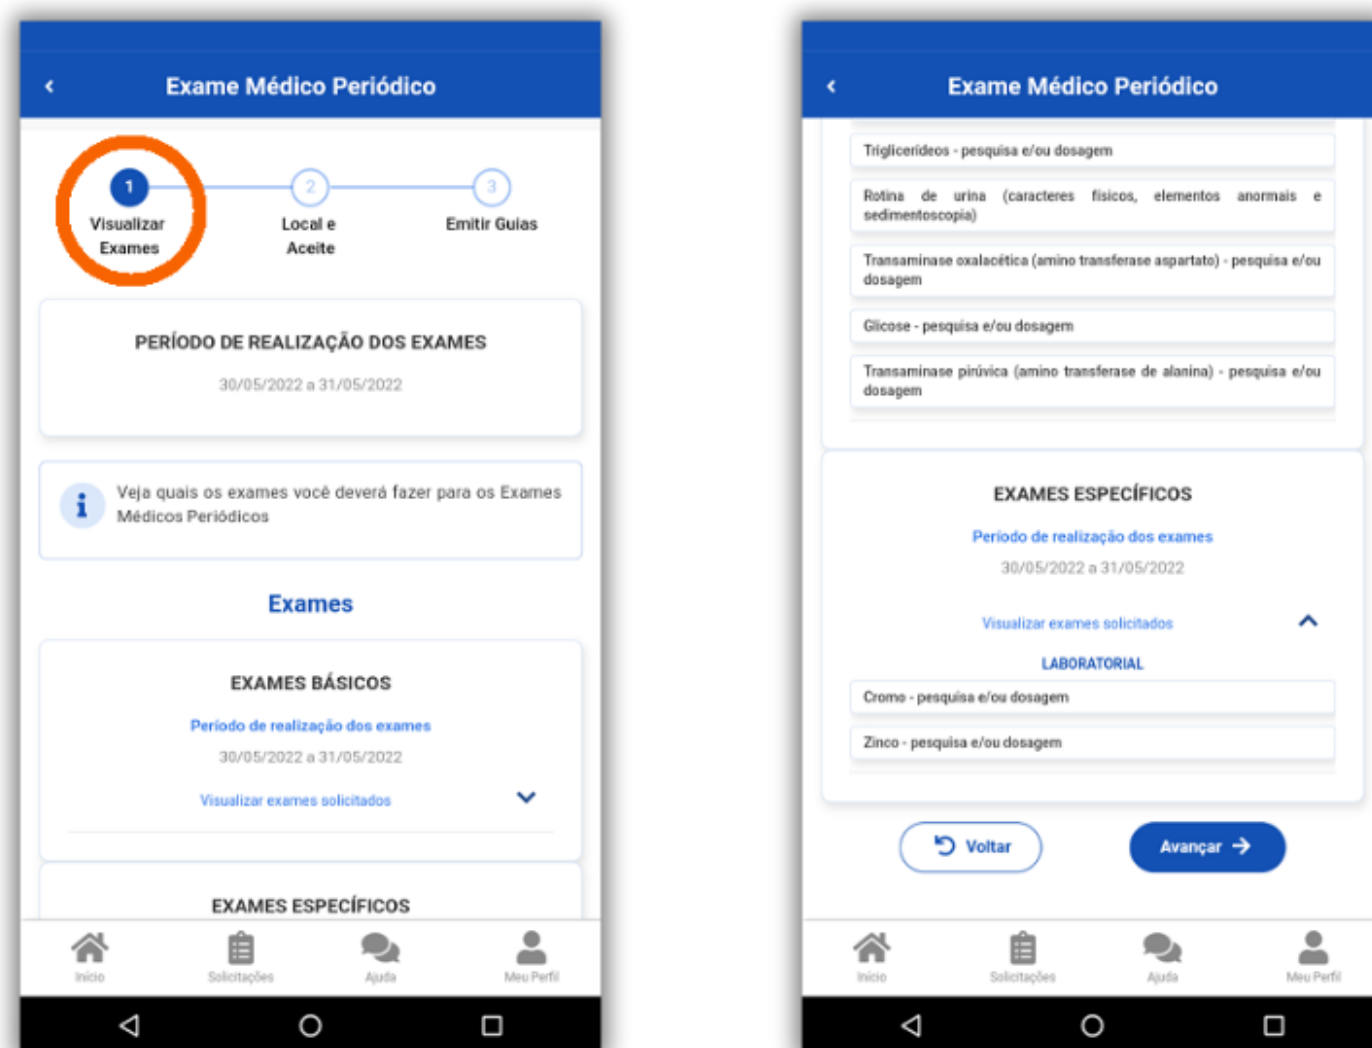 Exame Médico Periódico
1
2
3
Visualizar
Exames
Local e
Aceite
Emitir Guias
PERÍODO DE REALIZAÇÃO DOS EXAMES
30/05/2022 a 31/05/2022
Veja quais os exames você deverá fazer para os Exames
Médicos Periódicos
Exames
EXAMES BÁSICOS
Período de realização dos exames
30/05/2022 a 31/05/2022
Visualizar exames solicitados
EXAMES ESPECÍFICOS
Início
Solicitações
Ajuda
Meu Perfil
Exame Médico Periódico
Triglicerídeos - pesquisa e/ou dosagem
Rotina de urina (caracteres físicos, elementos anormais e
sedimentoscopia)
Transaminase oxalacética (amino transferase aspartato) - pesquisa e/ou
dosagem
Glicose - pesquisa e/ou dosagem
Transaminase pirúvica (amino transferase de alanina) - pesquisa e/ou
dosagem
EXAMES ESPECÍFICOS
Período de realização dos exames
30/05/2022 a 31/05/2022
Visualizar exames solicitados
LABORATORIAL
Cromo - pesquisa e/ou dosagem
Zinco - pesquisa e/ou dosagem
Voltar
Avançar
Início
Solicitações
Ajuda
Meu Perfil